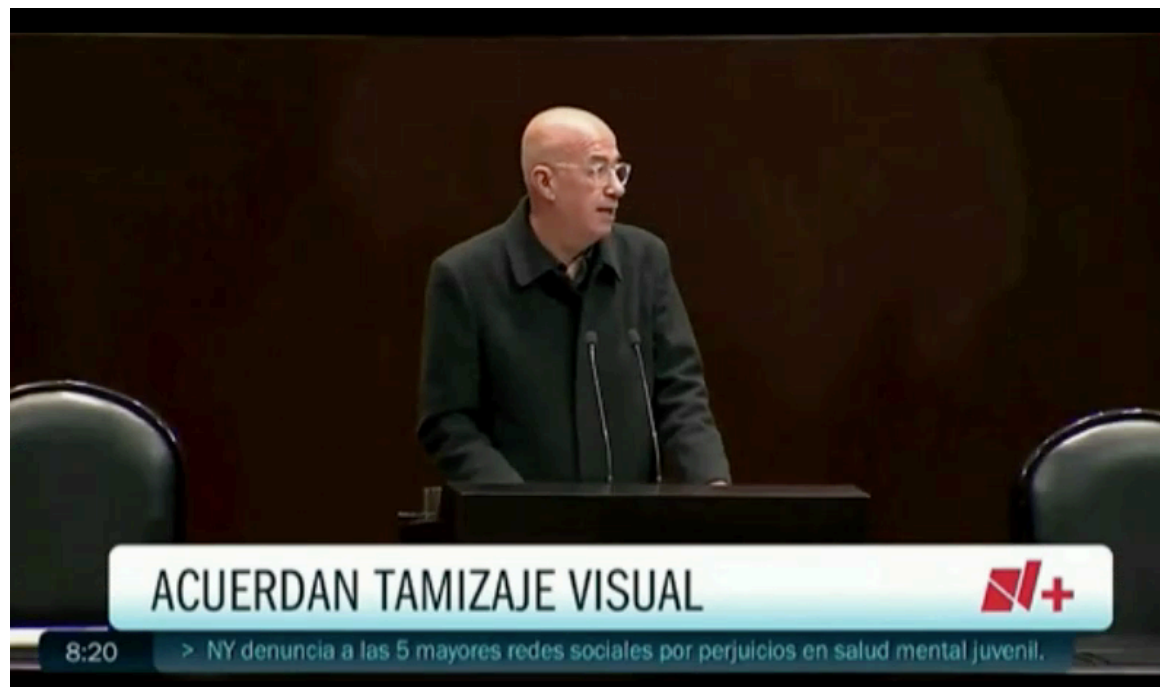 ACUERDAN TAMIZAJE VISUAL
N+
8:20
> NY denuncia a las 5 mayores redes sociales por perjuicios en salud mental juvenil.